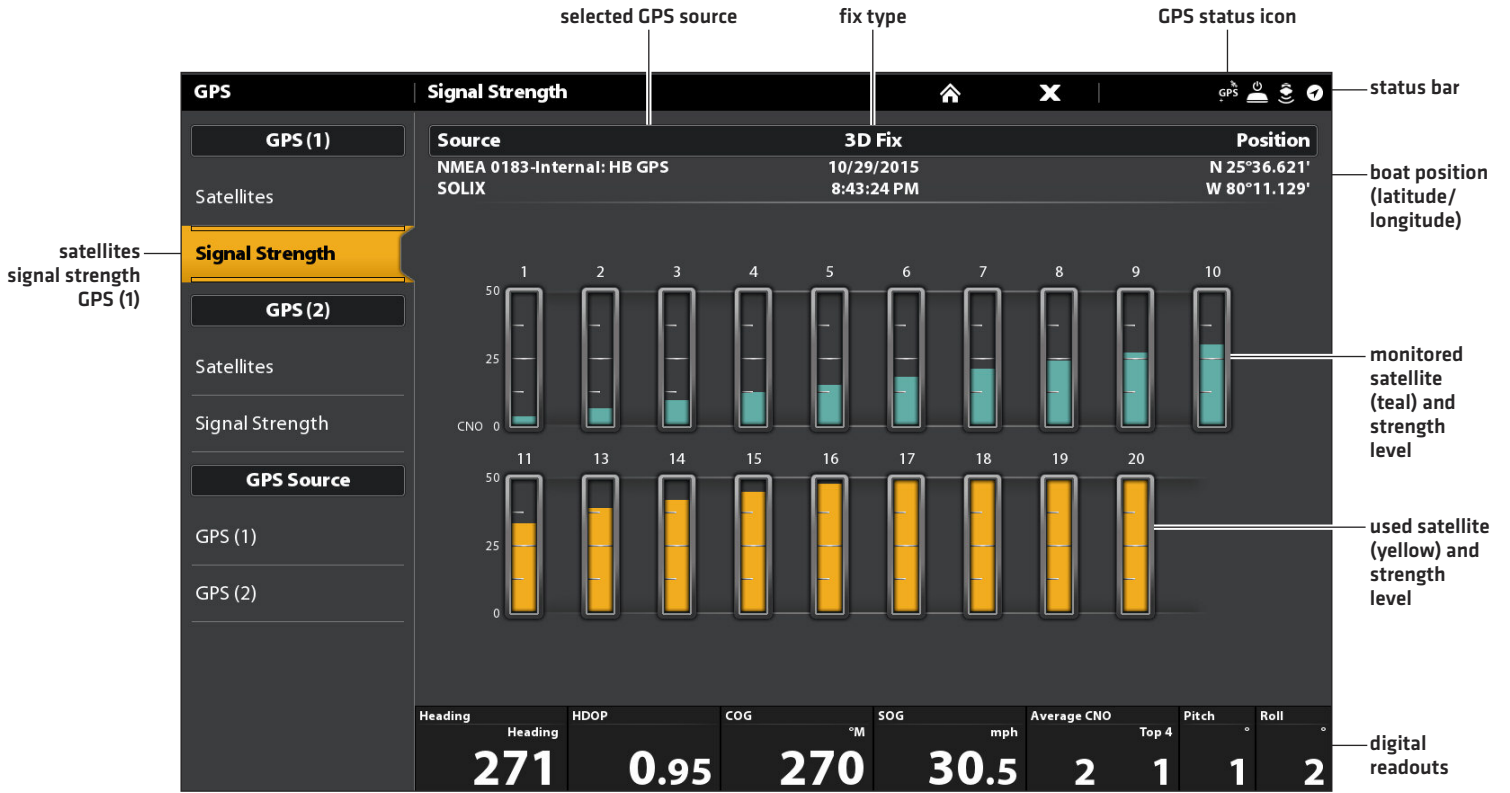 selected GPS source
fix type
GPS status icon
GPS
Signal Strength
GPS
status bar
GPS (1)
Satellites
Signal Strength
GPS (2)
Satellites
Signal Strength
GPS Source
GPS (1)
GPS (2)
satellites
signal strength
GPS (1)
Source 3D Fix Position
NMEA 0183-Internal: HB GPS 10/29/2015 N 25°36.621'
SOLIX 8:43:24 PM W 80°11.129'
boat position
(latitude/
longitude)
1 2 3 4 5 6 7 8 9 10
50
25
CNO 0
monitored
satellite
(teal) and
strength
level
11 13 14 15 16 17 18 19 20
50
25
0
used satellite
(yellow) and
strength
level
Heading HDOP COG SOG Average CNO Pitch Roll
Heading °M mph Top 4 ° °
271 0.95 270 30.5 2 1 1 2
digital
readouts